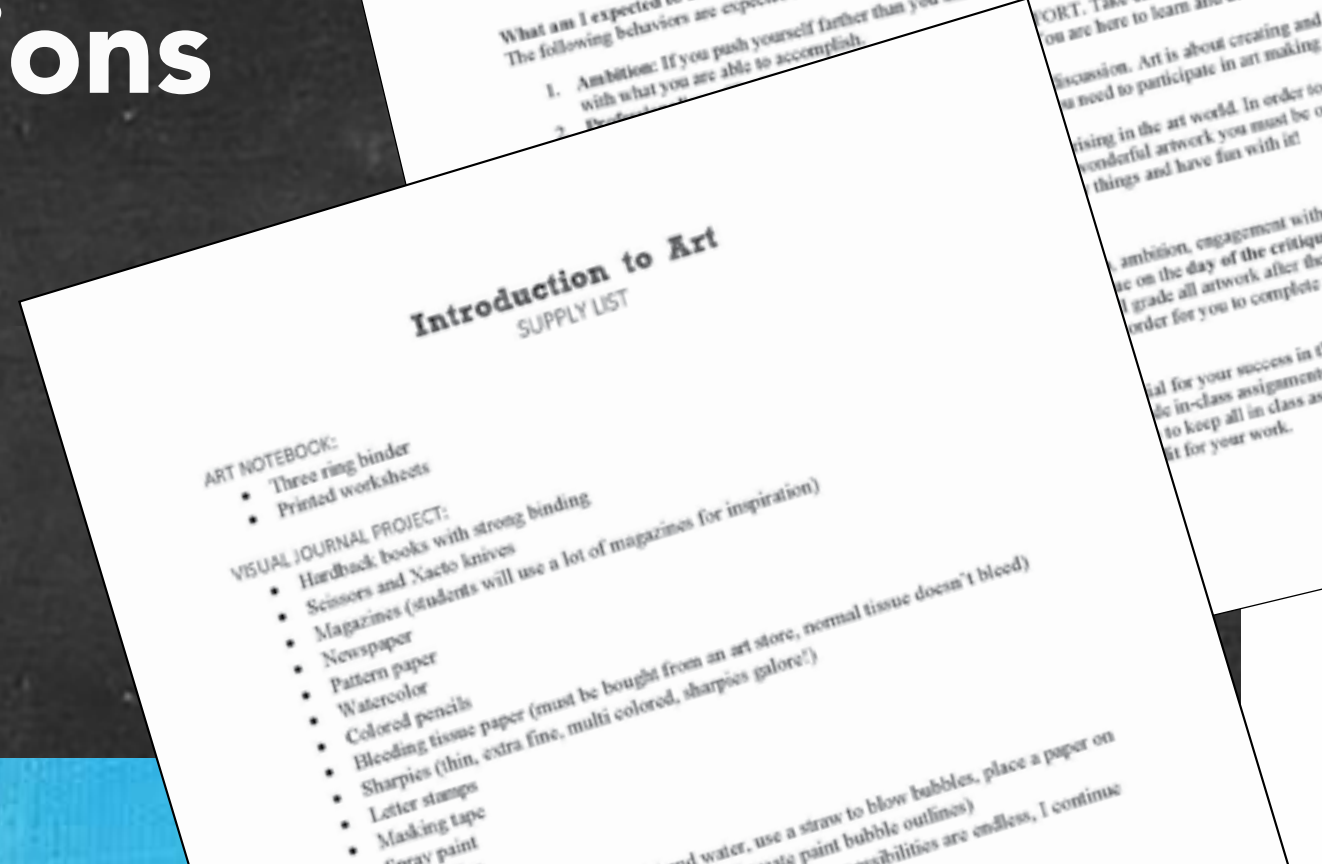 ons
What am I expected to
The following behaviors are expected
1. Ambition: If you push yourself farther than you
with what you are able to accomplish.
2.
FORT. Take
You are here to learn and
discussion. Art is about creating and
need to participate in art making
rising in the art world. In order to
wonderful artwork you must be
things and have fun with it!
ambition, engagement with
on the day of the critique
grade all artwork after the
order for you to complete
for your success in
in-class assignment
to keep all in class
for your work.
Introduction to Art
SUPPLY LIST
ART NOTEBOOK:
• Three ring binder
• Printed worksheets
VISUAL JOURNAL PROJECT:
• Hardback books with strong binding
• Scissors and Xacto knives
• Magazines (students will use a lot of magazines for inspiration)
• Newspaper
• Pattern paper
• Watercolor
• Colored pencils
• Bleeding tissue paper (must be bought from an art store, normal tissue doesn't bleed)
• Sharpies (thin, extra fine, multi colored, sharpies galore!)
• Letter stamps
• Masking tape
• Spray paint
and water, use a straw to blow bubbles, place a paper on
paint bubble outlines)
are endless, I continue